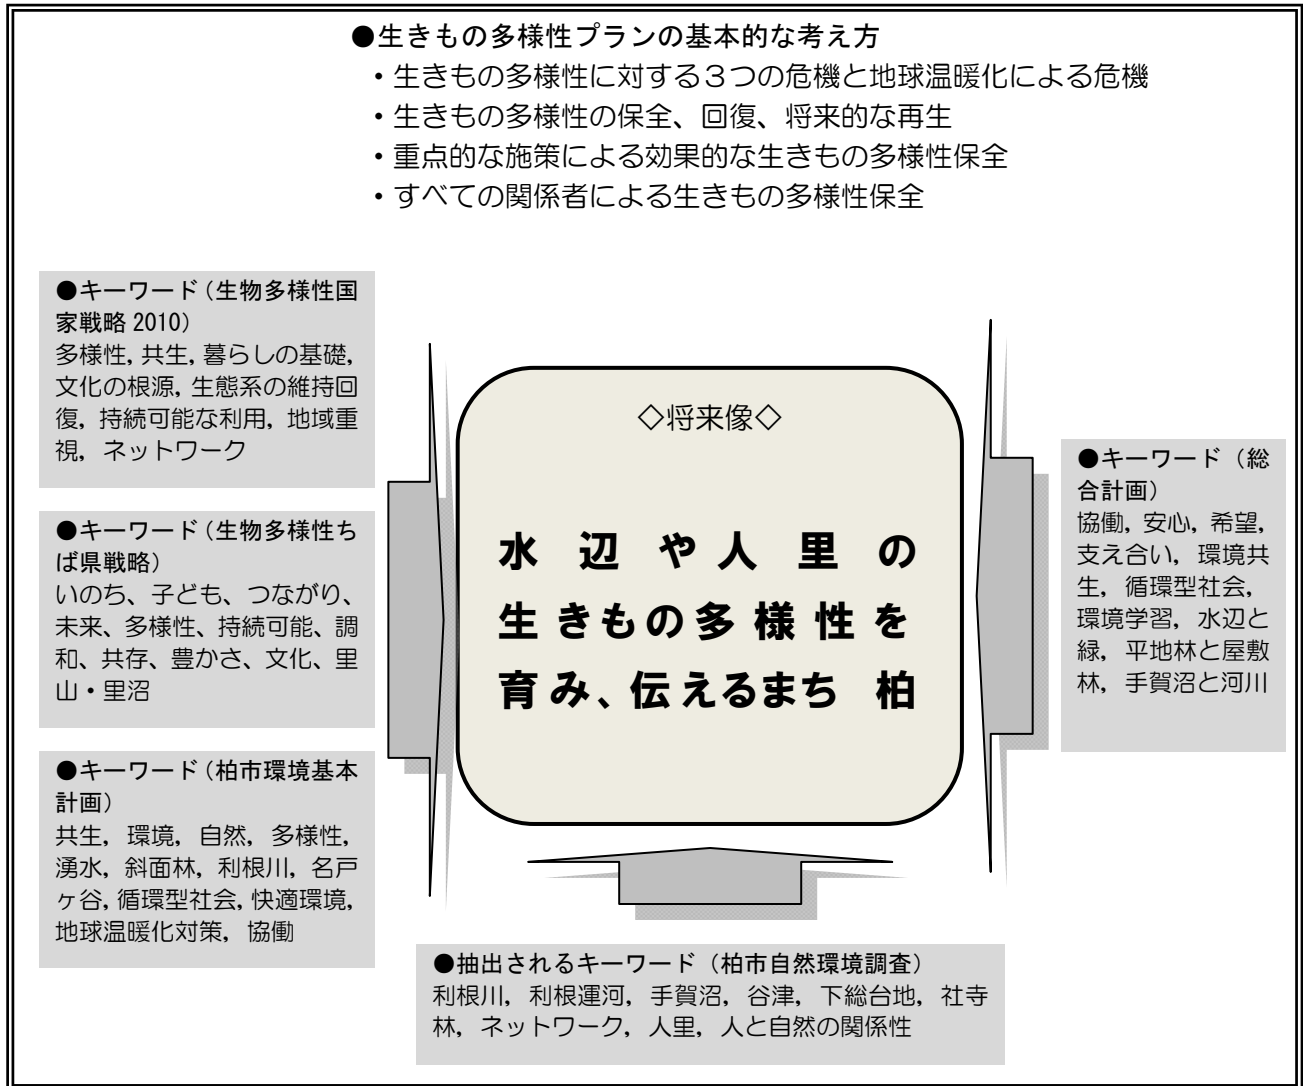 ●生きもの多様性プランの基本的な考え方
・生きもの多様性に対する３つの危機と地球温暖化による危機
・生きもの多様性の保全、回復、将来的な再生
・重点的な施策による効果的な生きもの多様性保全
・すべての関係者による生きもの多様性保全
●キーワード（生物多様性国
家戦略 2010）
多様性，共生，暮らしの基礎，
文化の根源，生態系の維持回
復，持続可能な利用，地域重
視，ネットワーク
●キーワード（生物多様性ち
ば県戦略）
いのち、子ども、つながり、
未来、多様性、持続可能、調
和、共存、豊かさ、文化、里
山・里沼
●キーワード（柏市環境基本
計画）
共生，環境，自然，多様性，
湧水，斜面林，利根川，名戸
ヶ谷，循環型社会，快適環境，
地球温暖化対策，協働
◇将来像◇
水 辺 や 人 里 の
生きもの多様性を
育み、伝えるまち 柏
●キーワード（総
合計画）
協働，安心，希望，
支え合い，環境共
生，循環型社会，
環境学習，水辺と
緑，平地林と屋敷
林，手賀沼と河川
●抽出されるキーワード（柏市自然環境調査）
利根川，利根運河，手賀沼，谷津，下総台地，社寺
林，ネットワーク，人里，人と自然の関係性